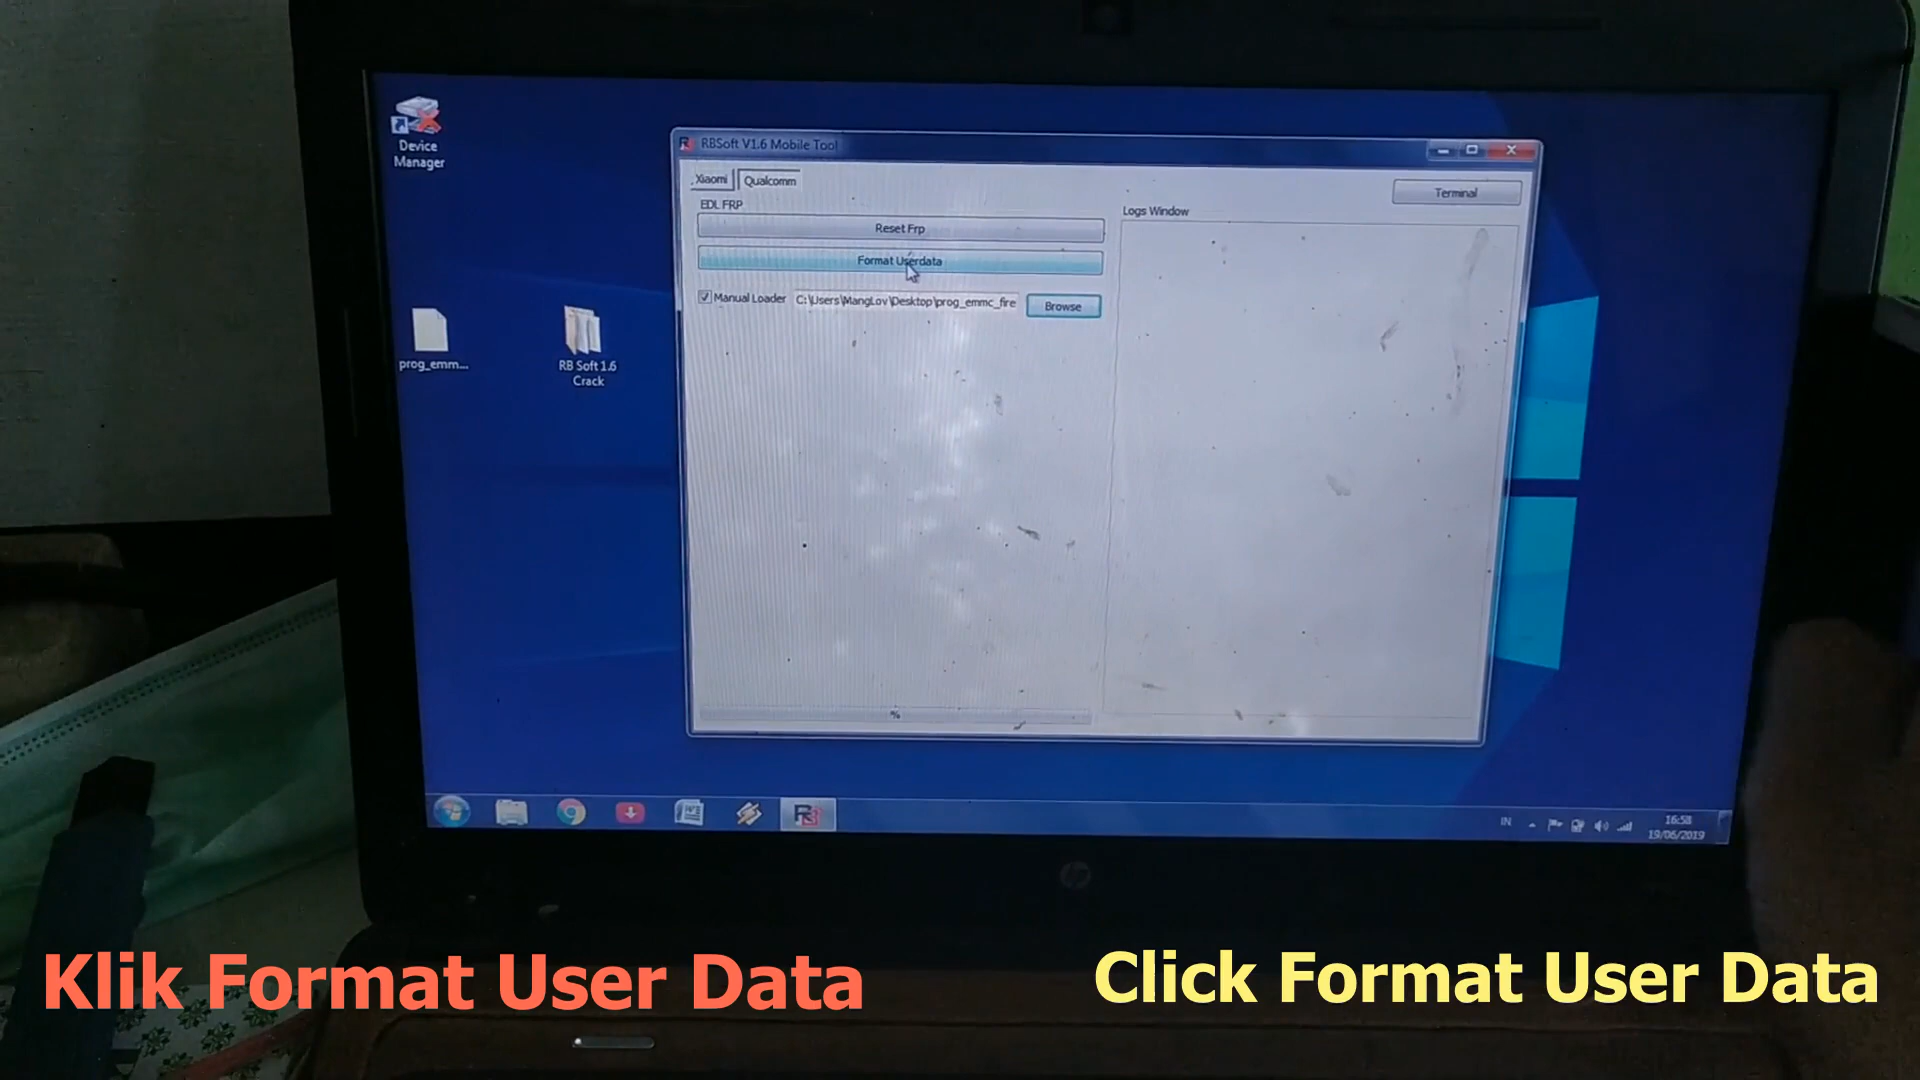 Device
Manager
prog_emm...
RB Soft 1.6
Crack
RBSoft V1.6 Mobile Tool
Xiaomi
Qualcomm
Terminal
EDL FRP
Reset Frp
Format Userdata
Manual Loader
C:\Users\MangLov\Desktop\prog_emmc_fire
Browse
Logs Window
%
IN
16:58
19/06/2019
hp
Klik Format User Data
Click Format User Data